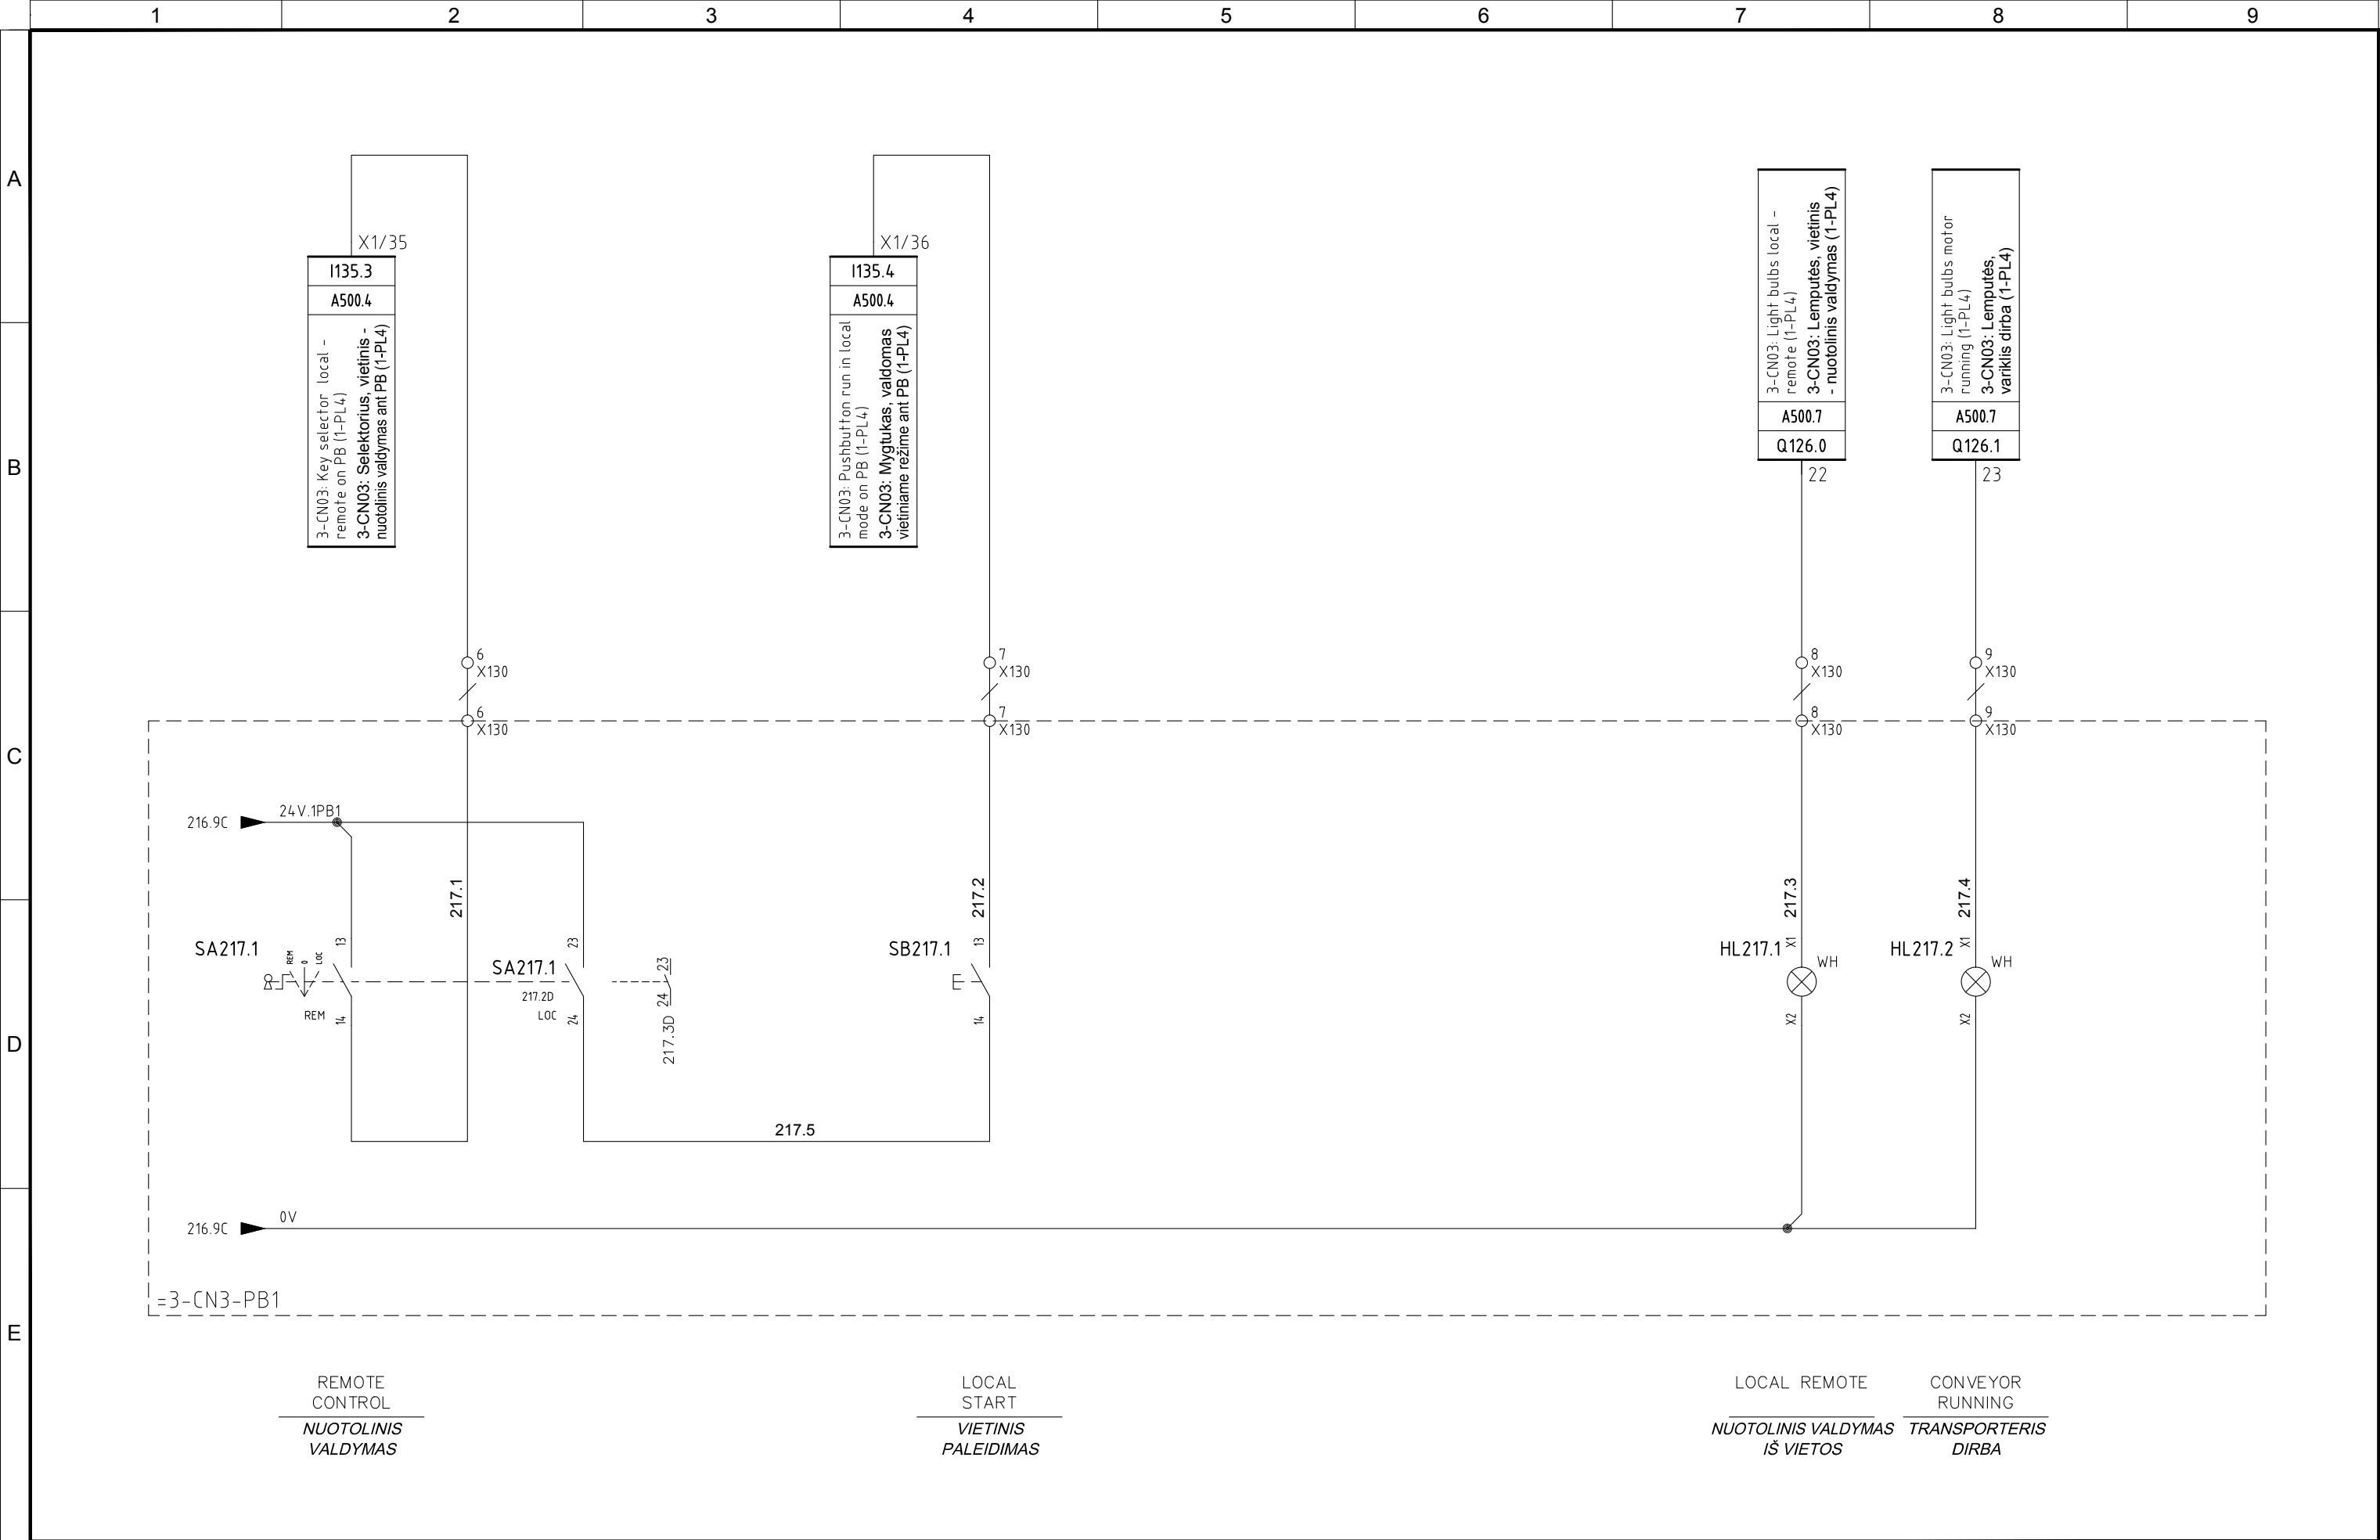 1 2 3 4 5 6 7 8 9
A
B
C
D
E
X1/35
I135.3
A500.4
3-CN03: Key selector local -
remote on PB (1-PL4)
3-CN03: Selektorius, vietinis -
nuotolinis valdymas ant PB (1-PL4)
X1/36
I135.4
A500.4
3-CN03: Pushbutton run in local
mode on PB (1-PL4)
3-CN03: Mygtukas, valdomas
vietiniame režime ant PB (1-PL4)
3-CN03: Light bulbs local -
remote (1-PL4)
3-CN03: Lemputės, vietinis
- nuotolinis valdymas (1-PL4)
A500.7
Q126.0
22
3-CN03: Light bulbs motor
running (1-PL4)
3-CN03: Lemputės,
variklis dirba (1-PL4)
A500.7
Q126.1
23
6
X130
6
X130
7
X130
7
X130
8
X130
8
X130
9
X130
9
X130
216.9C
24V.1PB1
217.1
217.2
217.3
217.4
SA217.1
REM
0
LOC
13
REM
14
SA217.1
217.2D
LOC
23
24
23
24
217.3D
SB217.1
13
14
HL217.1
X1
WH
X2
HL217.2
X1
WH
X2
217.5
216.9C
0V
=3-CN3-PB1
REMOTE
CONTROL
NUOTOLINIS
VALDYMAS
LOCAL
START
VIETINIS
PALEIDIMAS
LOCAL REMOTE
NUOTOLINIS VALDYMAS
IŠ VIETOS
CONVEYOR
RUNNING
TRANSPORTERIS
DIRBA